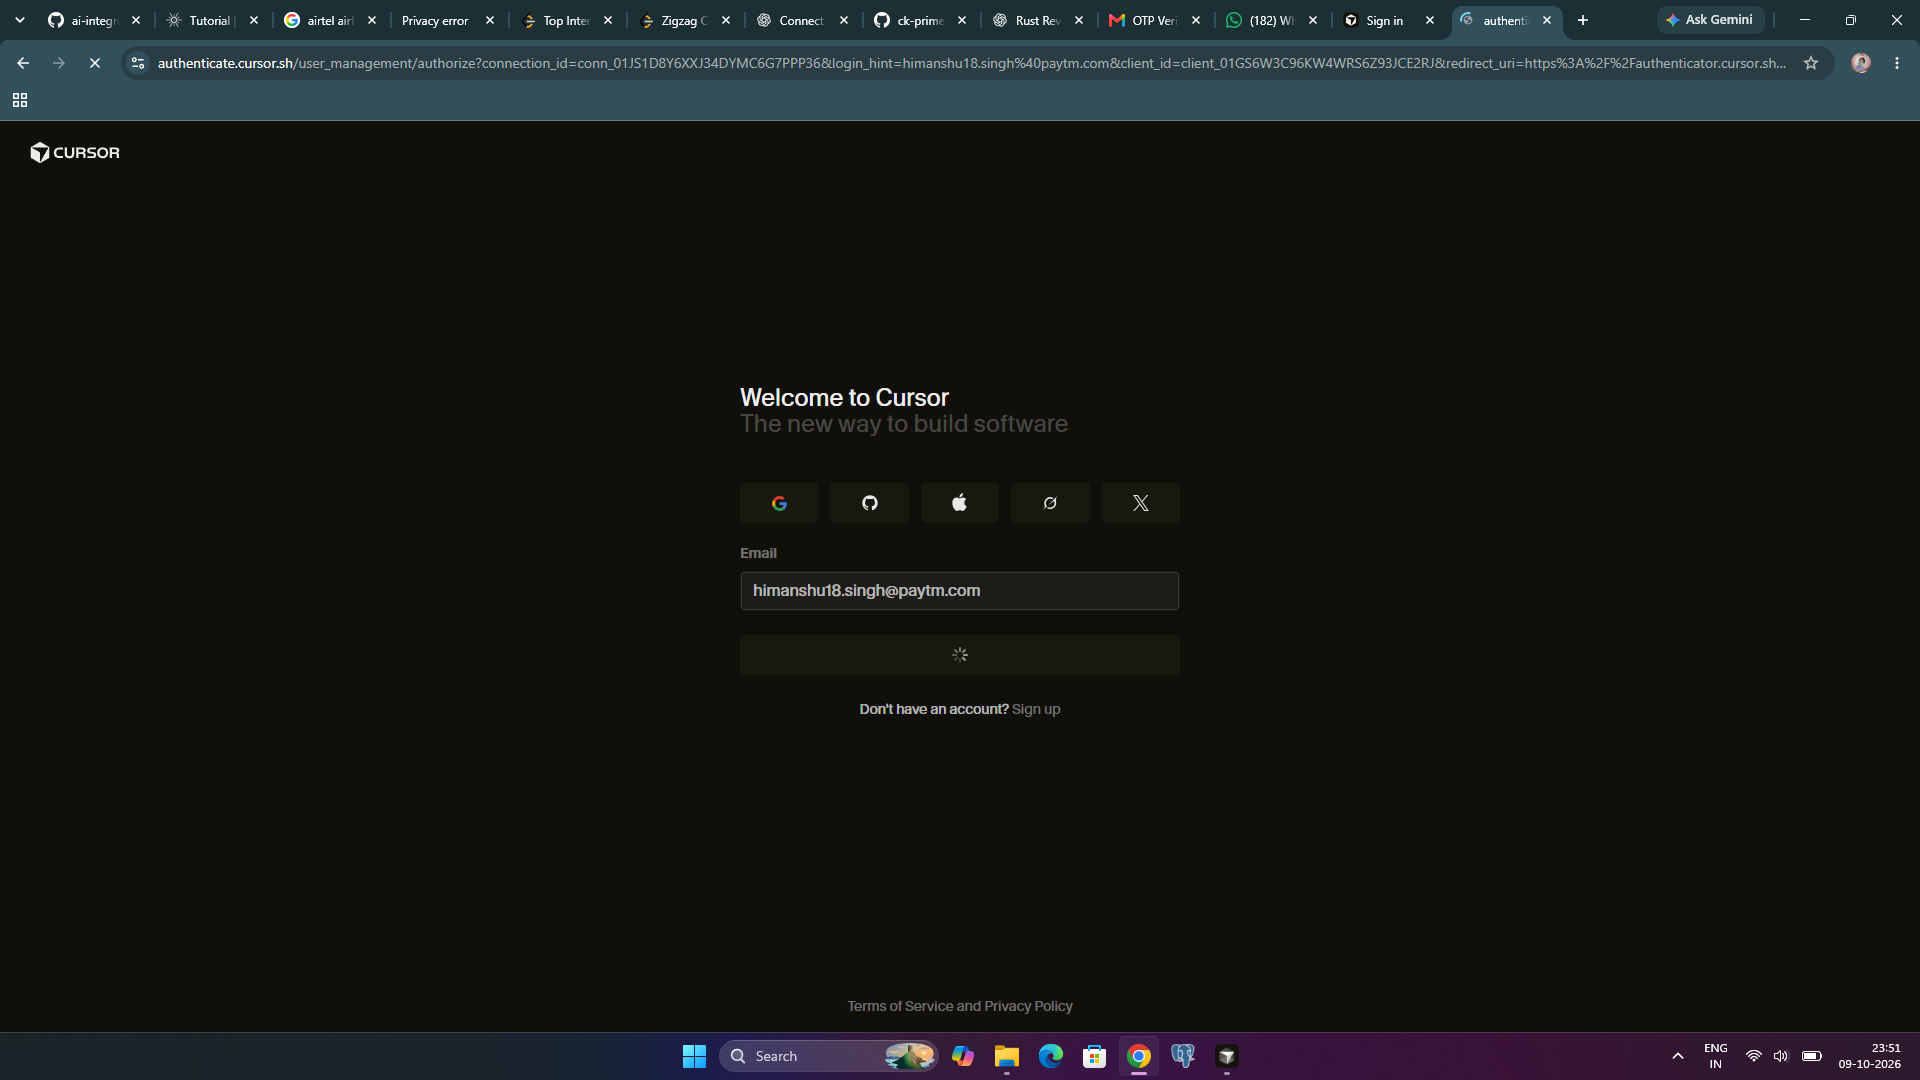 ai-integr
Tutorial
airtel airf
Privacy error
Top Inter
Zigzag C
Connect
ck-prime
Rust Rev
OTP Veri
(182) Wh
Sign in
authenti
Ask Gemini
authenticate.cursor.sh/user_management/authorize?connection_id=conn_01JS1D8Y6XXJ34DYMC6G7PPP36&login_hint=himanshu18.singh%40paytm.com&client_id=client_01GS6W3C96KW4WRS6Z93JCE2RJ&redirect_uri=https%3A%2F%2Fauthenticator.cursor.sh...
CURSOR
Welcome to Cursor
The new way to build software
Email
himanshu18.singh@paytm.com
Don't have an account? Sign up
Terms of Service and Privacy Policy
Search
ENG
IN
23:51
09-10-2026